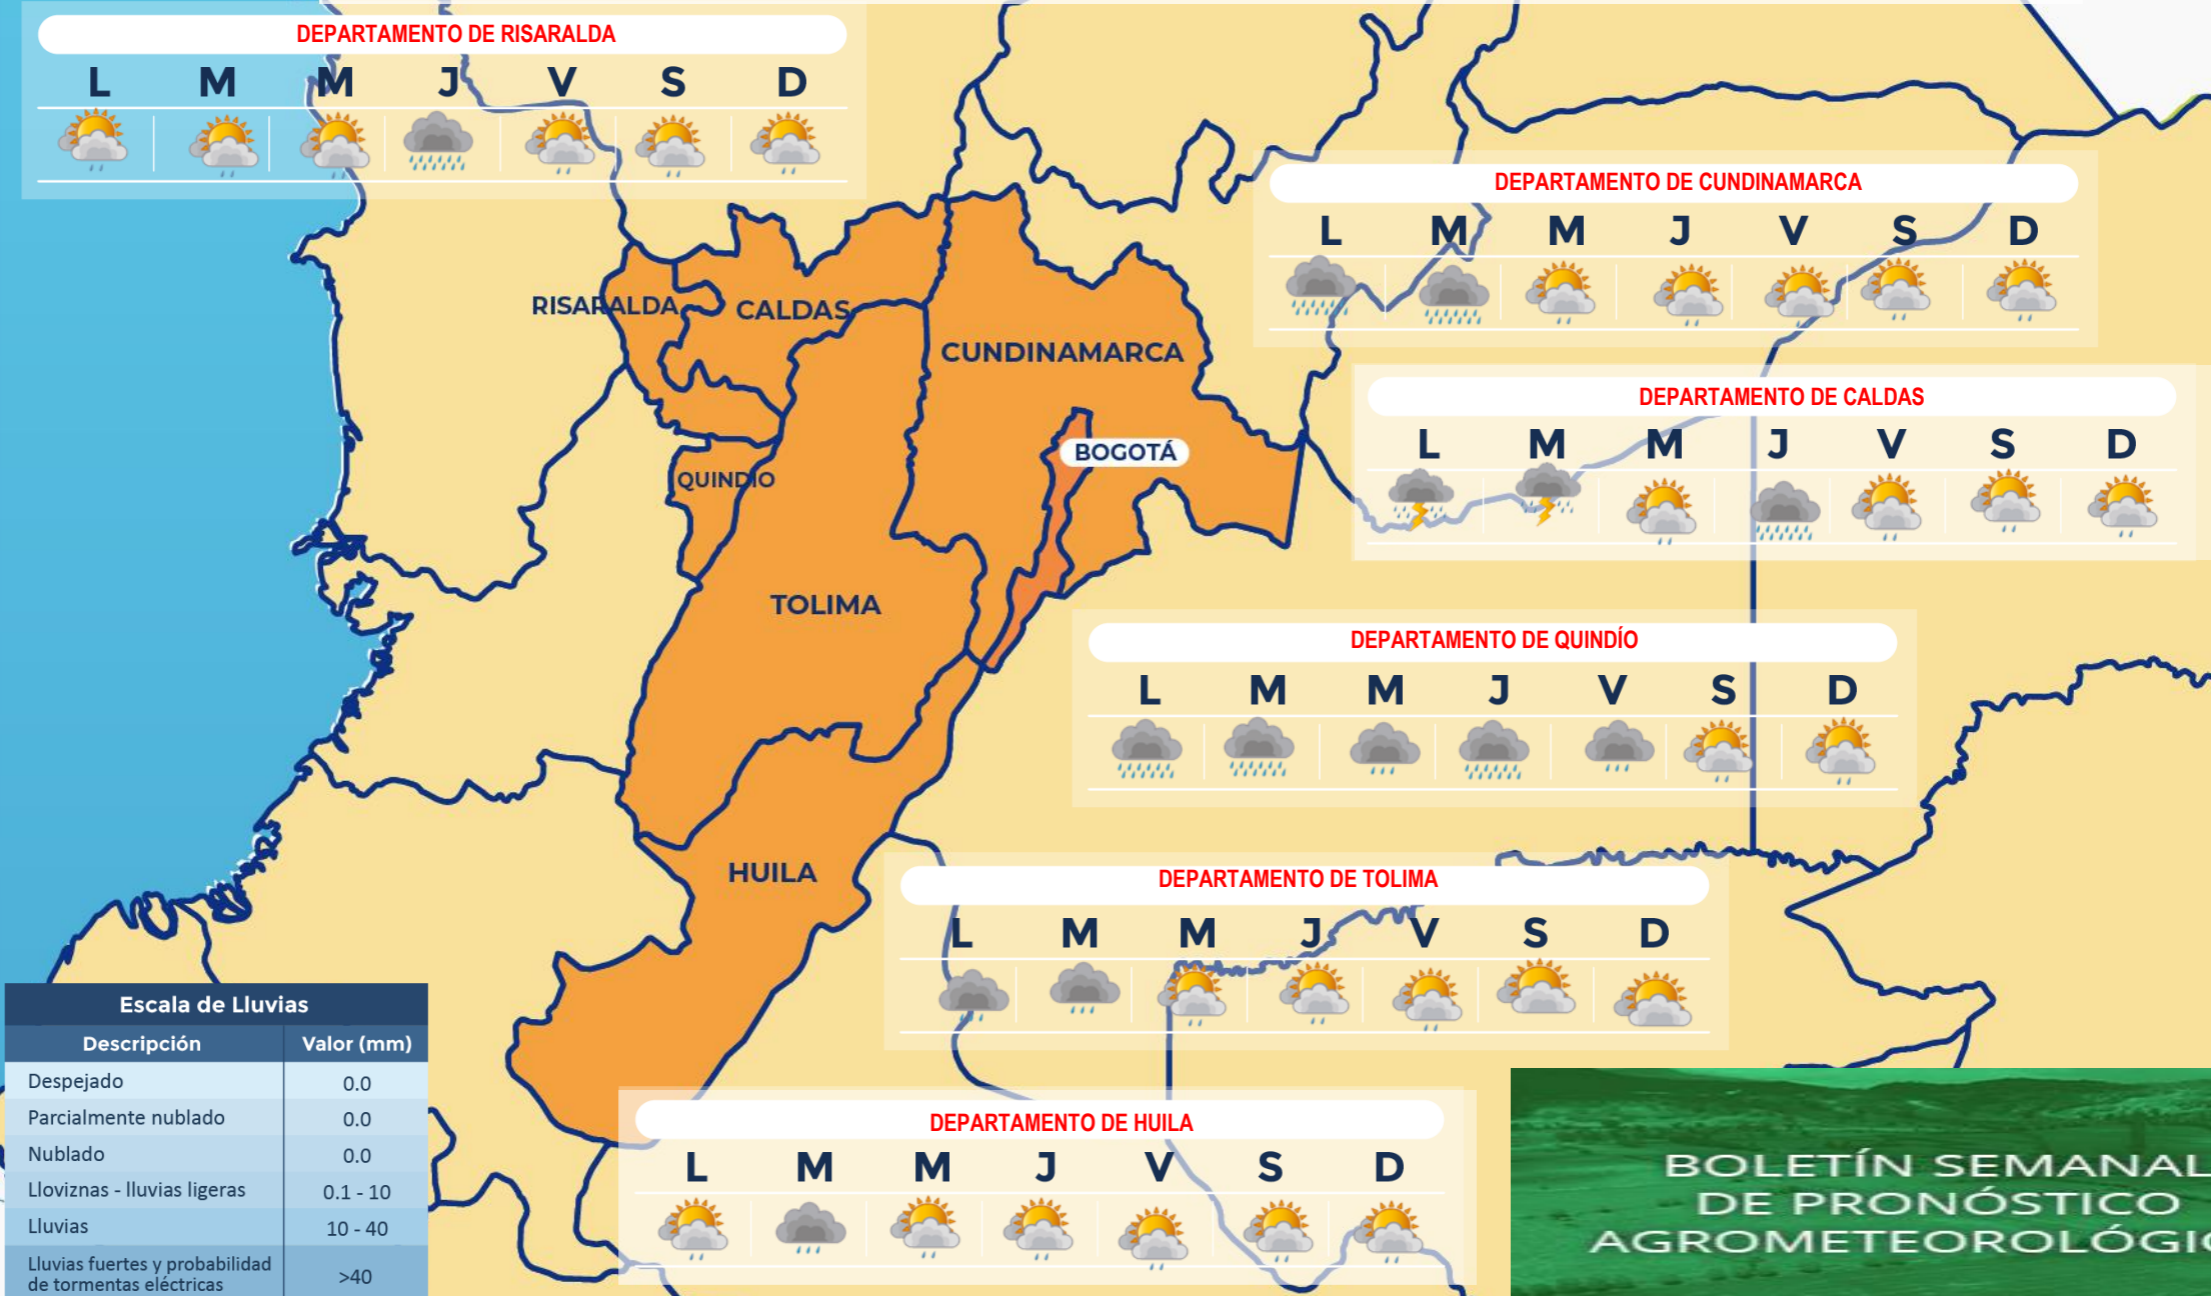 DEPARTAMENTO DE RISARALDA
L M M J V S D
DEPARTAMENTO DE CUNDINAMARCA
L M M J V S D
RISARALDA
CALDAS
CUNDINAMARCA
DEPARTAMENTO DE CALDAS
L M M J V S D
BOGOTÁ
QUINDIO
TOLIMA
DEPARTAMENTO DE QUINDÍO
L M M J V S D
HUILA
DEPARTAMENTO DE TOLIMA
L M M J V S D
Escala de Lluvias
Descripción Valor (mm)
Despejado 0.0
Parcialmente nublado 0.0
Nublado 0.0
Lloviznas - lluvias ligeras 0.1 - 10
Lluvias 10 - 40
Lluvias fuertes y probabilidad
de tormentas eléctricas >40
DEPARTAMENTO DE HUILA
L M M J V S D
BOLETÍN SEMANAL
DE PRONÓSTICO